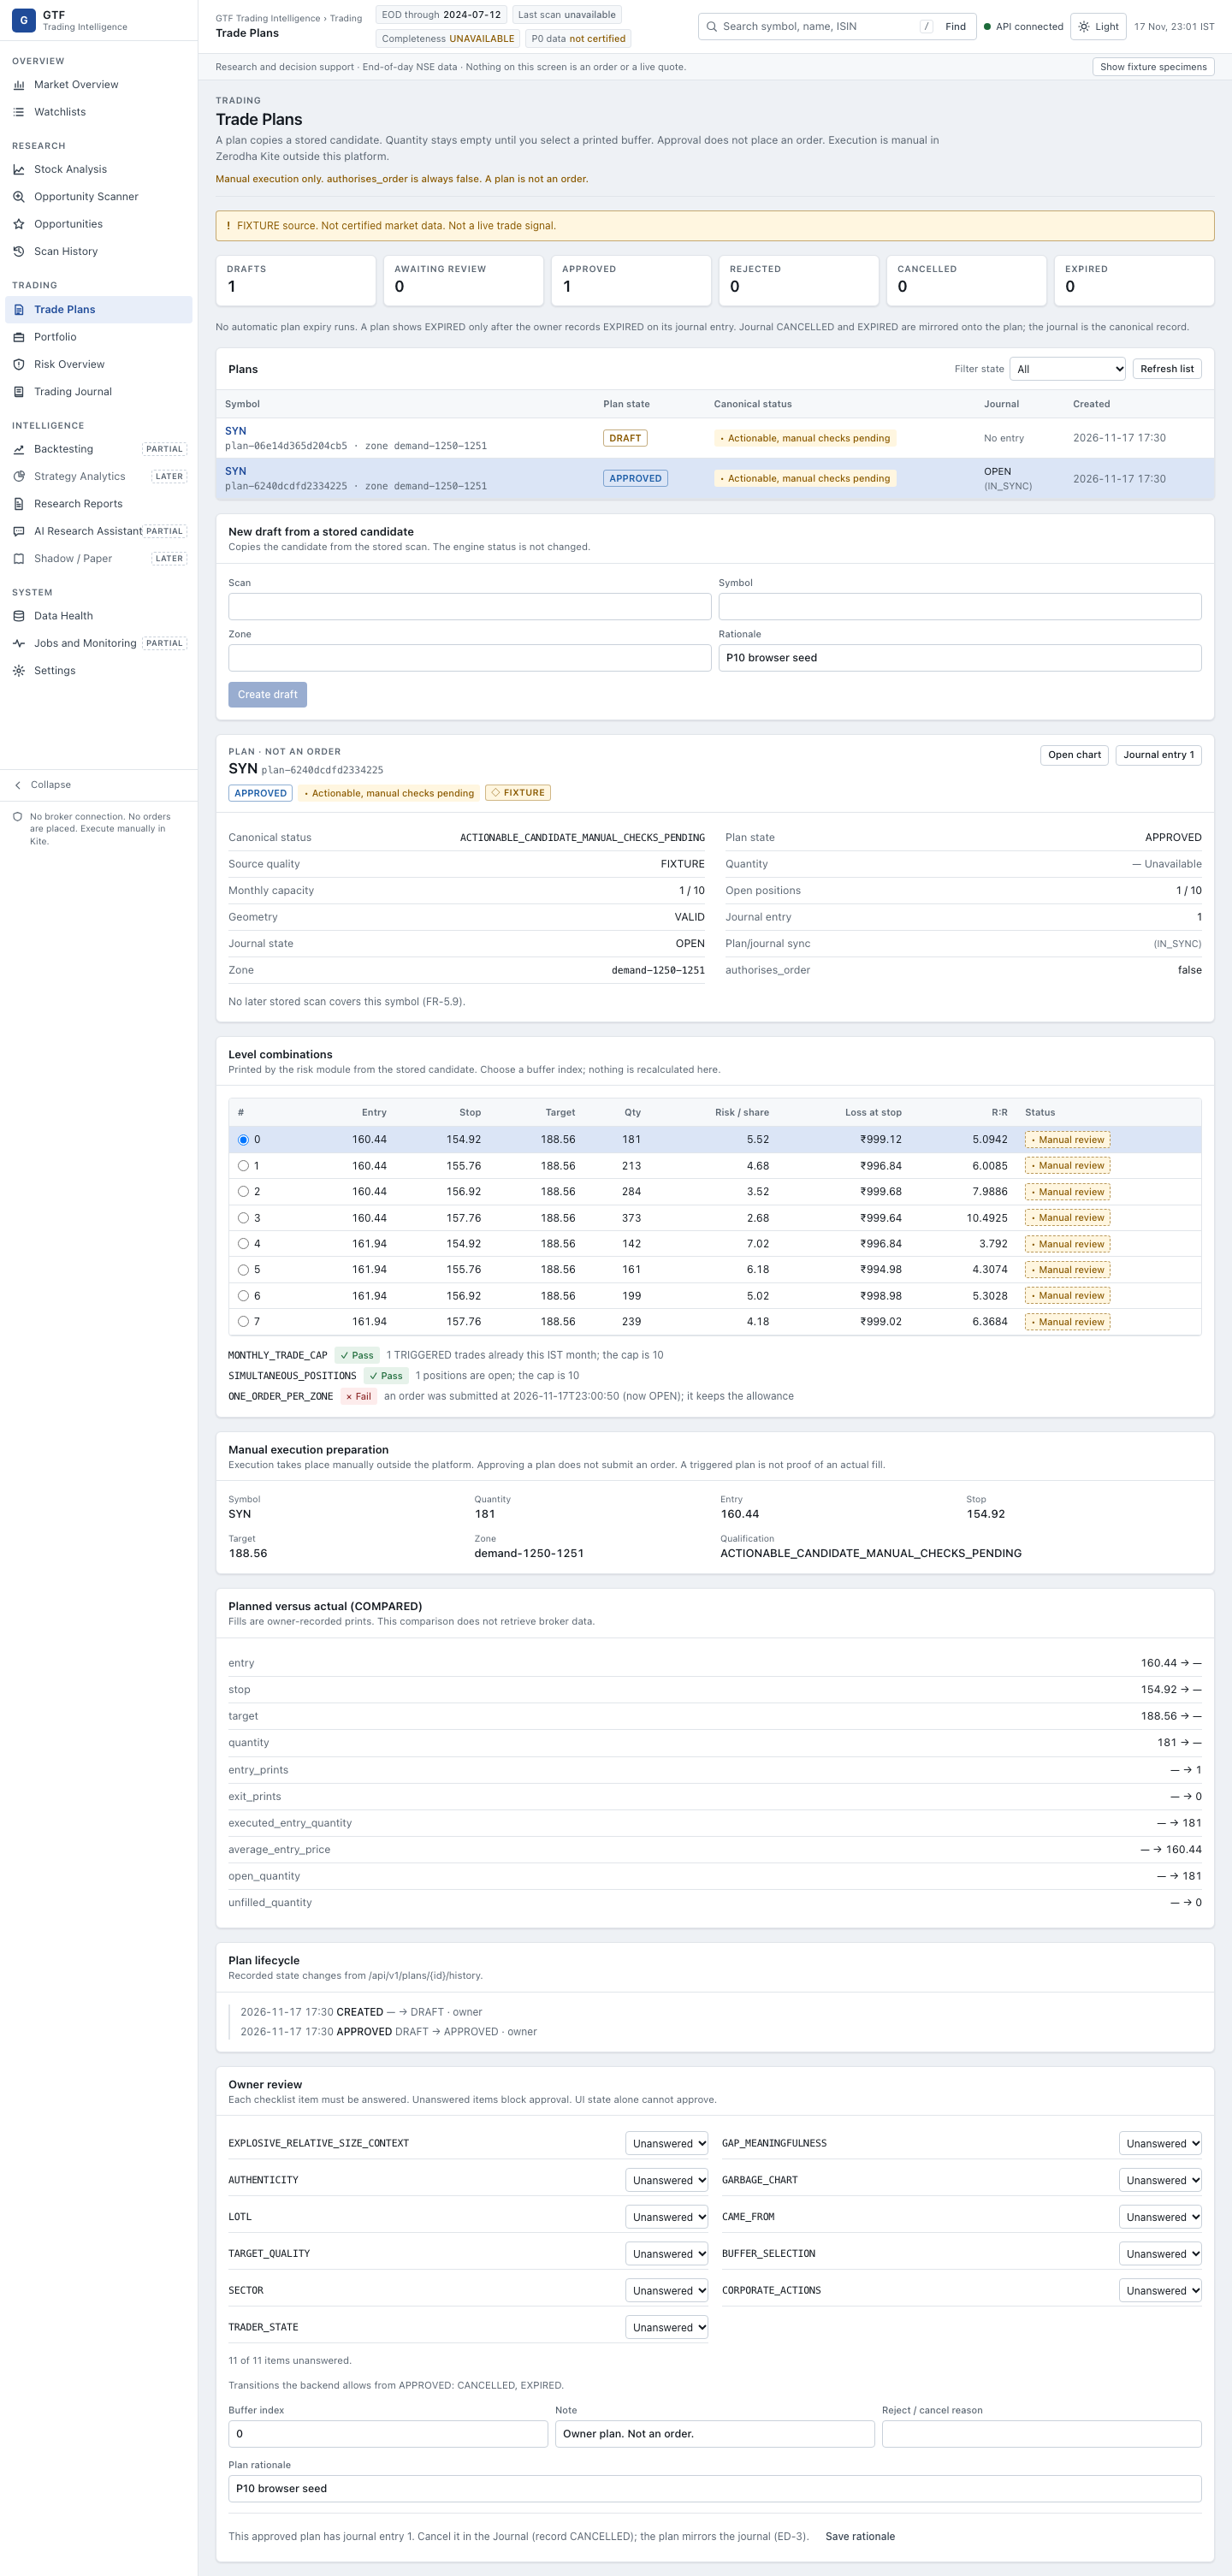 G
GTF
Trading Intelligence
OVERVIEW
Market Overview
Watchlists
RESEARCH
Stock Analysis
Opportunity Scanner
Opportunities
Scan History
TRADING
Trade Plans
Portfolio
Risk Overview
Trading Journal
INTELLIGENCE
Backtesting PARTIAL
Strategy Analytics LATER
Research Reports
AI Research Assistant PARTIAL
Shadow / Paper LATER
SYSTEM
Data Health
Jobs and Monitoring PARTIAL
Settings
Collapse
No broker connection. No orders
are placed. Execute manually in
Kite.
GTF Trading Intelligence › Trading
Trade Plans
EOD through 2024-07-12 Last scan unavailable
Completeness UNAVAILABLE P0 data not certified
Search symbol, name, ISIN / Find
API connected
Light
17 Nov, 23:01 IST
Research and decision support · End-of-day NSE data · Nothing on this screen is an order or a live quote.
Show fixture specimens
TRADING
Trade Plans
A plan copies a stored candidate. Quantity stays empty until you select a printed buffer. Approval does not place an order. Execution is manual in
Zerodha Kite outside this platform.
Manual execution only. authorises_order is always false. A plan is not an order.
! FIXTURE source. Not certified market data. Not a live trade signal.
DRAFTS AWAITING REVIEW APPROVED REJECTED CANCELLED EXPIRED
1 0 1 0 0 0
No automatic plan expiry runs. A plan shows EXPIRED only after the owner records EXPIRED on its journal entry. Journal CANCELLED and EXPIRED are mirrored onto the plan; the journal is the canonical record.
Plans Filter state All Refresh list
Symbol Plan state Canonical status Journal Created
SYN
plan-06e14d365d204cb5 · zone demand-1250-1251 DRAFT • Actionable, manual checks pending No entry 2026-11-17 17:30
SYN
plan-6240dcdfd2334225 · zone demand-1250-1251 APPROVED • Actionable, manual checks pending OPEN (IN_SYNC) 2026-11-17 17:30
New draft from a stored candidate
Copies the candidate from the stored scan. The engine status is not changed.
Scan Symbol
Zone Rationale
P10 browser seed
Create draft
PLAN · NOT AN ORDER
SYN plan-6240dcdfd2334225
Open chart Journal entry 1
APPROVED • Actionable, manual checks pending ◇ FIXTURE
Canonical status ACTIONABLE_CANDIDATE_MANUAL_CHECKS_PENDING Plan state APPROVED
Source quality FIXTURE Quantity — Unavailable
Monthly capacity 1 / 10 Open positions 1 / 10
Geometry VALID Journal entry 1
Journal state OPEN Plan/journal sync (IN_SYNC)
Zone demand-1250-1251 authorises_order false
No later stored scan covers this symbol (FR-5.9).
Level combinations
Printed by the risk module from the stored candidate. Choose a buffer index; nothing is recalculated here.
# Entry Stop Target Qty Risk / share Loss at stop R:R Status
0 160.44 154.92 188.56 181 5.52 ₹999.12 5.0942 • Manual review
1 160.44 155.76 188.56 213 4.68 ₹996.84 6.0085 • Manual review
2 160.44 156.92 188.56 284 3.52 ₹999.68 7.9886 • Manual review
3 160.44 157.76 188.56 373 2.68 ₹999.64 10.4925 • Manual review
4 161.94 154.92 188.56 142 7.02 ₹996.84 3.792 • Manual review
5 161.94 155.76 188.56 161 6.18 ₹994.98 4.3074 • Manual review
6 161.94 156.92 188.56 199 5.02 ₹998.98 5.3028 • Manual review
7 161.94 157.76 188.56 239 4.18 ₹999.02 6.3684 • Manual review
MONTHLY_TRADE_CAP ✓ Pass 1 TRIGGERED trades already this IST month; the cap is 10
SIMULTANEOUS_POSITIONS ✓ Pass 1 positions are open; the cap is 10
ONE_ORDER_PER_ZONE × Fail an order was submitted at 2026-11-17T23:00:50 (now OPEN); it keeps the allowance
Manual execution preparation
Execution takes place manually outside the platform. Approving a plan does not submit an order. A triggered plan is not proof of an actual fill.
Symbol Quantity Entry Stop
SYN 181 160.44 154.92
Target Zone Qualification
188.56 demand-1250-1251 ACTIONABLE_CANDIDATE_MANUAL_CHECKS_PENDING
Planned versus actual (COMPARED)
Fills are owner-recorded prints. This comparison does not retrieve broker data.
entry 160.44 → —
stop 154.92 → —
target 188.56 → —
quantity 181 → —
entry_prints — → 1
exit_prints — → 0
executed_entry_quantity — → 181
average_entry_price — → 160.44
open_quantity — → 181
unfilled_quantity — → 0
Plan lifecycle
Recorded state changes from /api/v1/plans/{id}/history.
2026-11-17 17:30 CREATED — → DRAFT · owner
2026-11-17 17:30 APPROVED DRAFT → APPROVED · owner
Owner review
Each checklist item must be answered. Unanswered items block approval. UI state alone cannot approve.
EXPLOSIVE_RELATIVE_SIZE_CONTEXT Unanswered GAP_MEANINGFULNESS Unanswered
AUTHENTICITY Unanswered GARBAGE_CHART Unanswered
LOTL Unanswered CAME_FROM Unanswered
TARGET_QUALITY Unanswered BUFFER_SELECTION Unanswered
SECTOR Unanswered CORPORATE_ACTIONS Unanswered
TRADER_STATE Unanswered
11 of 11 items unanswered.
Transitions the backend allows from APPROVED: CANCELLED, EXPIRED.
Buffer index Note Reject / cancel reason
0 Owner plan. Not an order.
Plan rationale
P10 browser seed
This approved plan has journal entry 1. Cancel it in the Journal (record CANCELLED); the plan mirrors the journal (ED-3). Save rationale